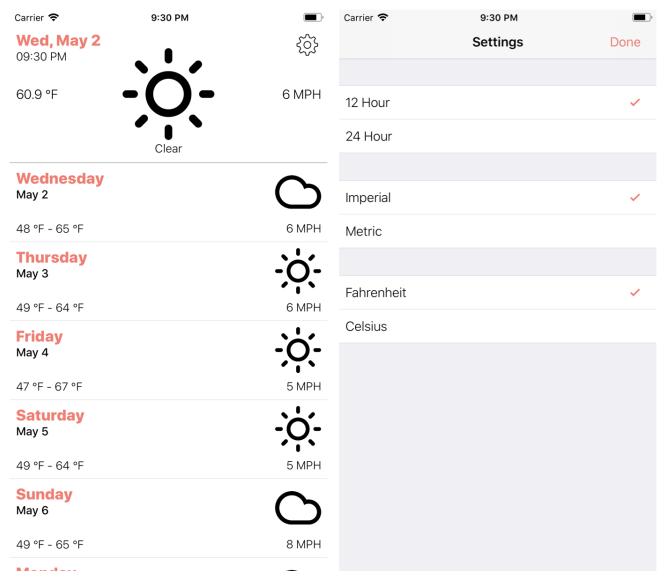 Carrier 9:30 PM
Wed, May 2
09:30 PM
60.9 °F
6 MPH
Clear
Wednesday
May 2
48 °F - 65 °F
6 MPH
Thursday
May 3
49 °F - 64 °F
6 MPH
Friday
May 4
47 °F - 67 °F
5 MPH
Saturday
May 5
49 °F - 64 °F
5 MPH
Sunday
May 6
49 °F - 65 °F
8 MPH
Carrier 9:30 PM
Settings
Done
12 Hour
24 Hour
Imperial
Metric
Fahrenheit
Celsius